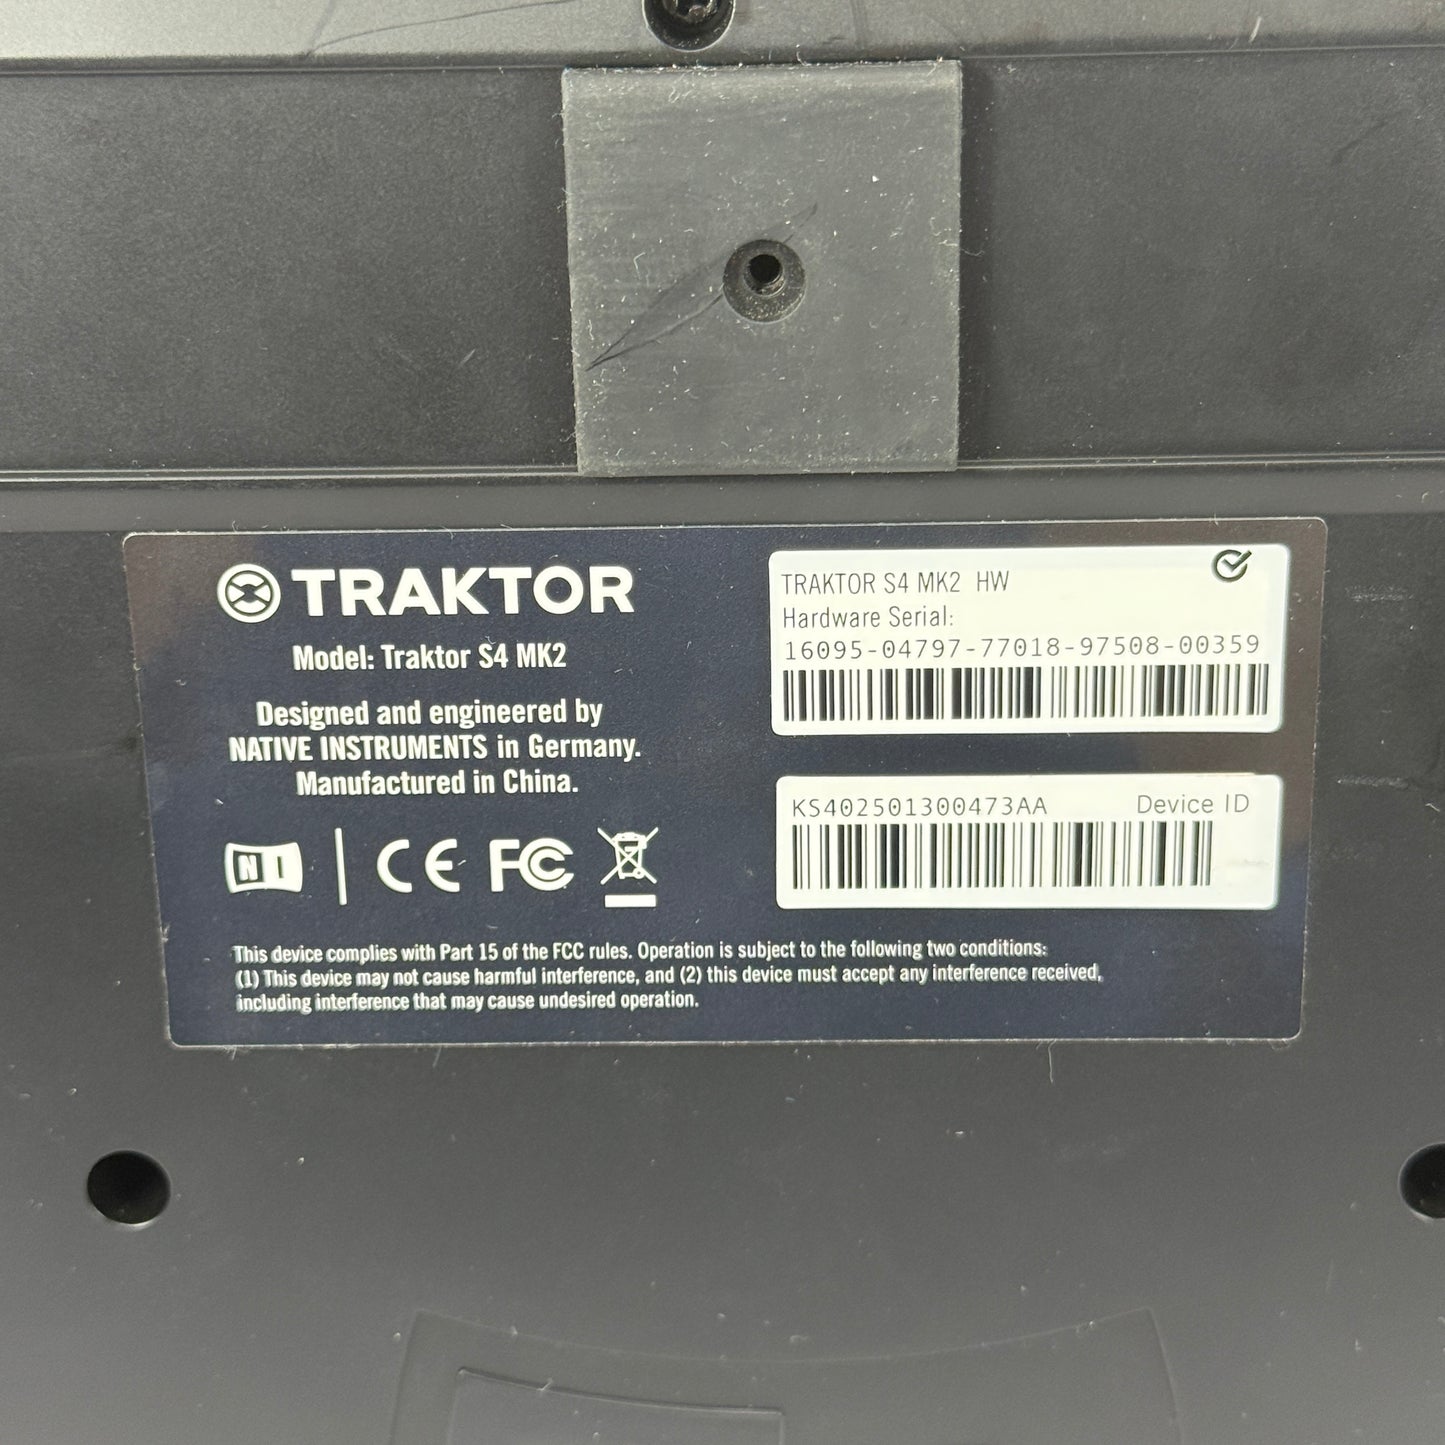 TRAKTOR
Model: Traktor S4 MK2
Designed and engineered by
NATIVE INSTRUMENTS in Germany.
Manufactured in China.
NI
CE FC
This device complies with Part 15 of the FCC rules. Operation is subject to the following two conditions:
(1) This device may not cause harmful interference, and (2) this device must accept any interference received,
including interference that may cause undesired operation.
TRAKTOR S4 MK2 HW
Hardware Serial:
16095-04797-77018-97508-00359
KS402501300473AA Device ID